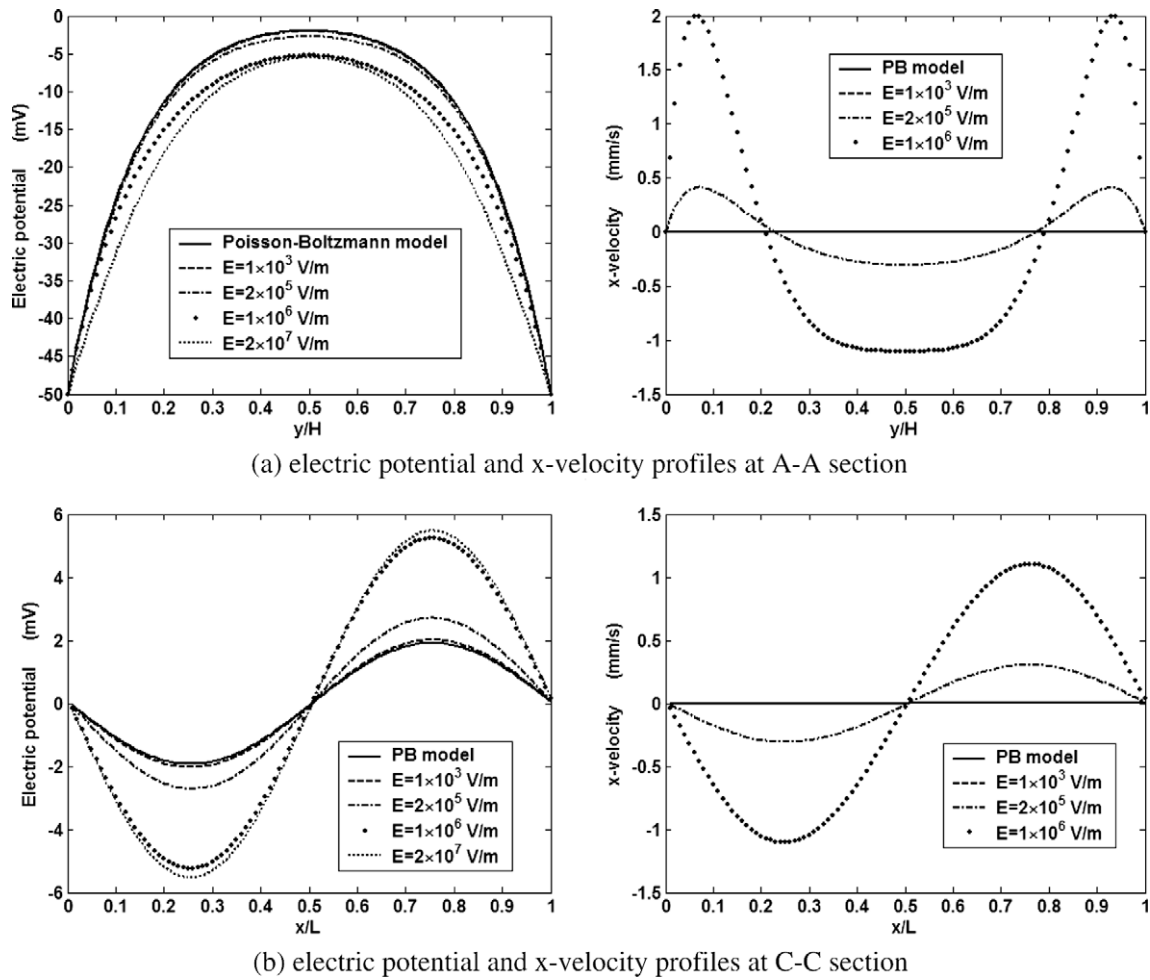 0
-5
-10
-15
-20
-25
-30
-35
-40
-45
-50
Electric potential (mV)
Poisson-Boltzmann model
E=1×10³ V/m
E=2×10⁵ V/m
E=1×10⁶ V/m
E=2×10⁷ V/m
0 0.1 0.2 0.3 0.4 0.5 0.6 0.7 0.8 0.9 1
y/H
2
1.5
1
0.5
0
-0.5
-1
-1.5
x-velocity (mm/s)
PB model
E=1×10³ V/m
E=2×10⁵ V/m
E=1×10⁶ V/m
0 0.1 0.2 0.3 0.4 0.5 0.6 0.7 0.8 0.9 1
y/H
(a) electric potential and x-velocity profiles at A-A section
6
4
2
0
-2
-4
-6
Electric potential (mV)
PB model
E=1×10³ V/m
E=2×10⁵ V/m
E=1×10⁶ V/m
E=2×10⁷ V/m
0 0.1 0.2 0.3 0.4 0.5 0.6 0.7 0.8 0.9 1
x/L
1.5
1
0.5
0
-0.5
-1
-1.5
x-velocity (mm/s)
PB model
E=1×10³ V/m
E=2×10⁵ V/m
E=1×10⁶ V/m
0 0.1 0.2 0.3 0.4 0.5 0.6 0.7 0.8 0.9 1
x/L
(b) electric potential and x-velocity profiles at C-C section